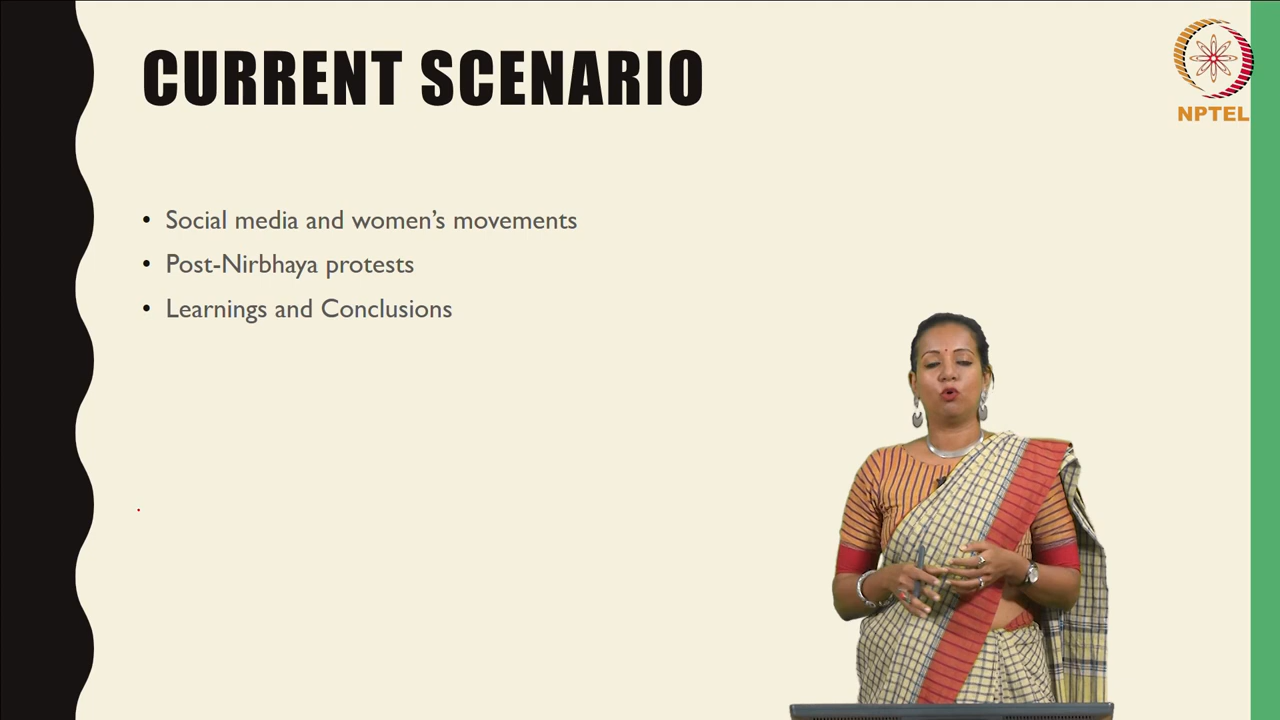 CURRENT SCENARIO
NPTEL
• Social media and women's movements
• Post-Nirbhaya protests
• Learnings and Conclusions